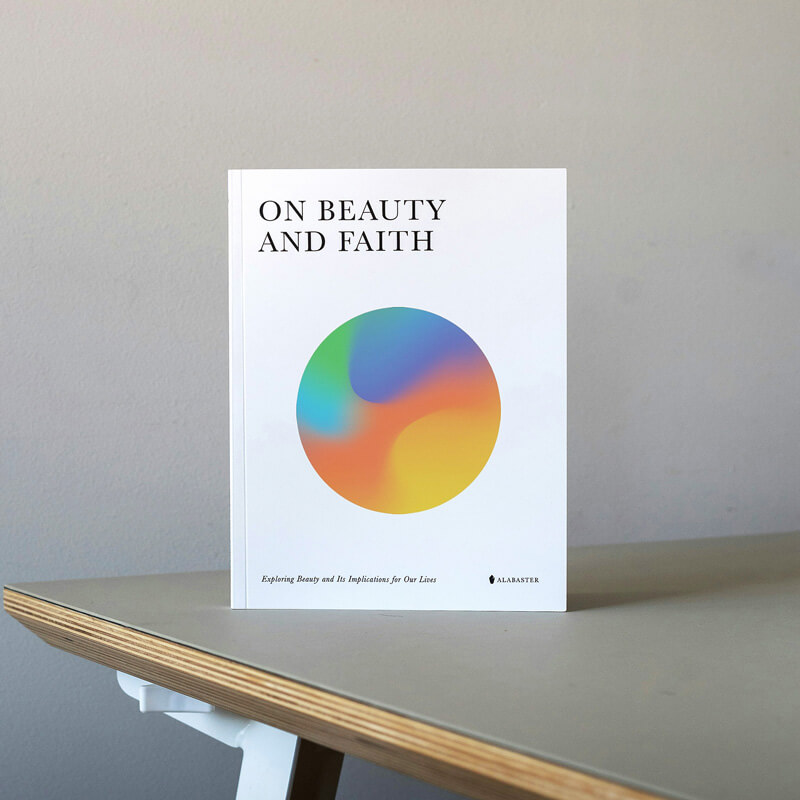 ON BEAUTY
AND FAITH
Exploring Beauty and Its Implications for Our Lives
ALABASTER